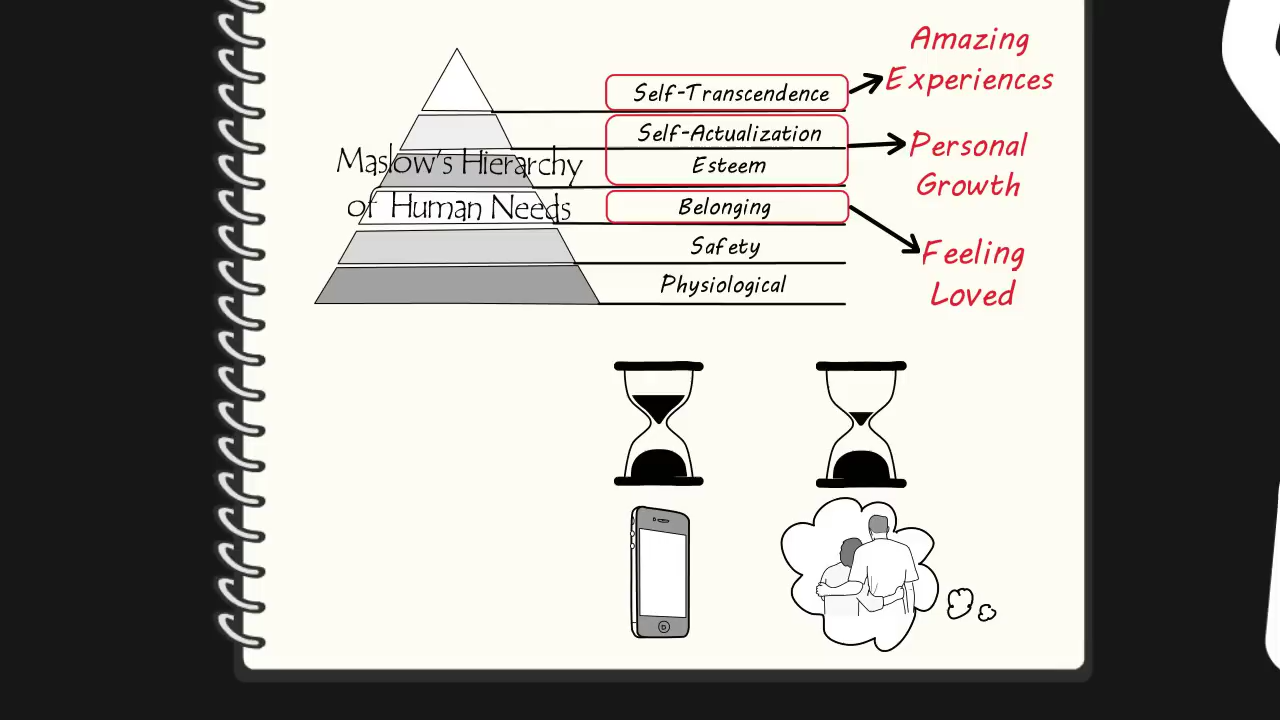 Amazing
Experiences
Self-Transcendence
Self-Actualization
Personal
Growth
Maslow's Hierarchy
of Human Needs
Esteem
Belonging
Feeling
Loved
Safety
Physiological